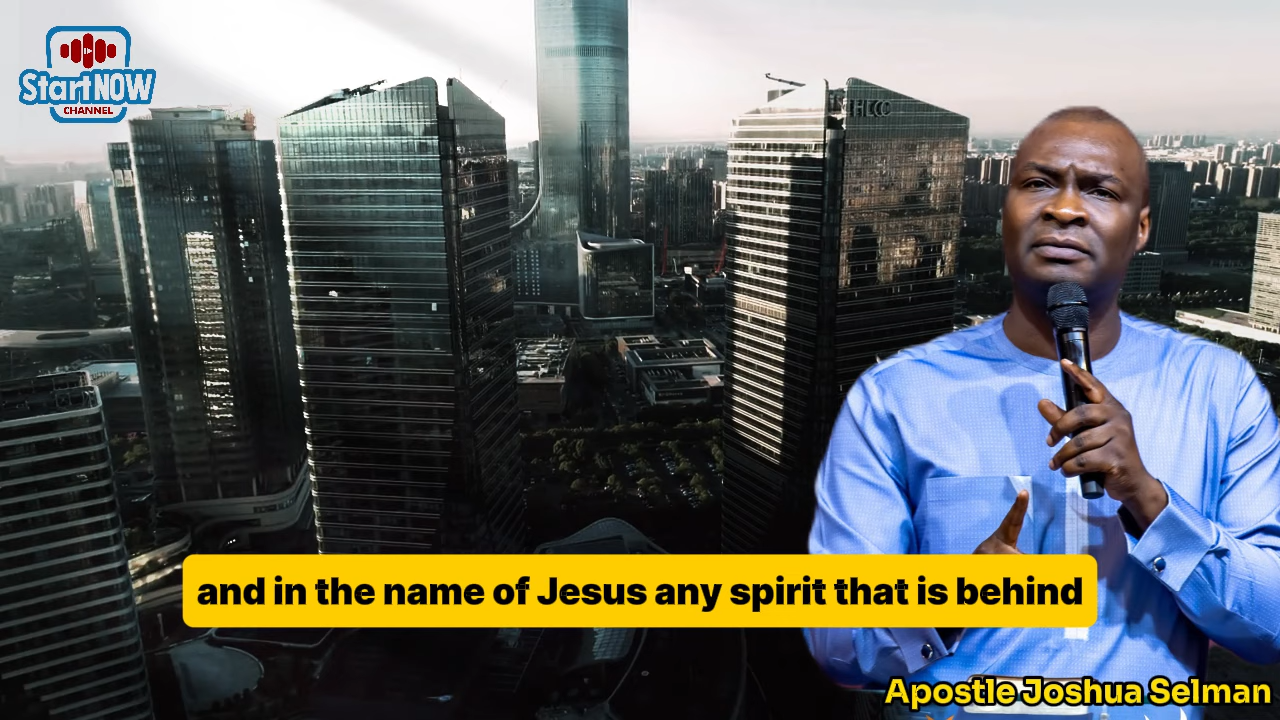 StartNOW
CHANNEL
and in the name of Jesus any spirit that is behind
Apostle Joshua Selman